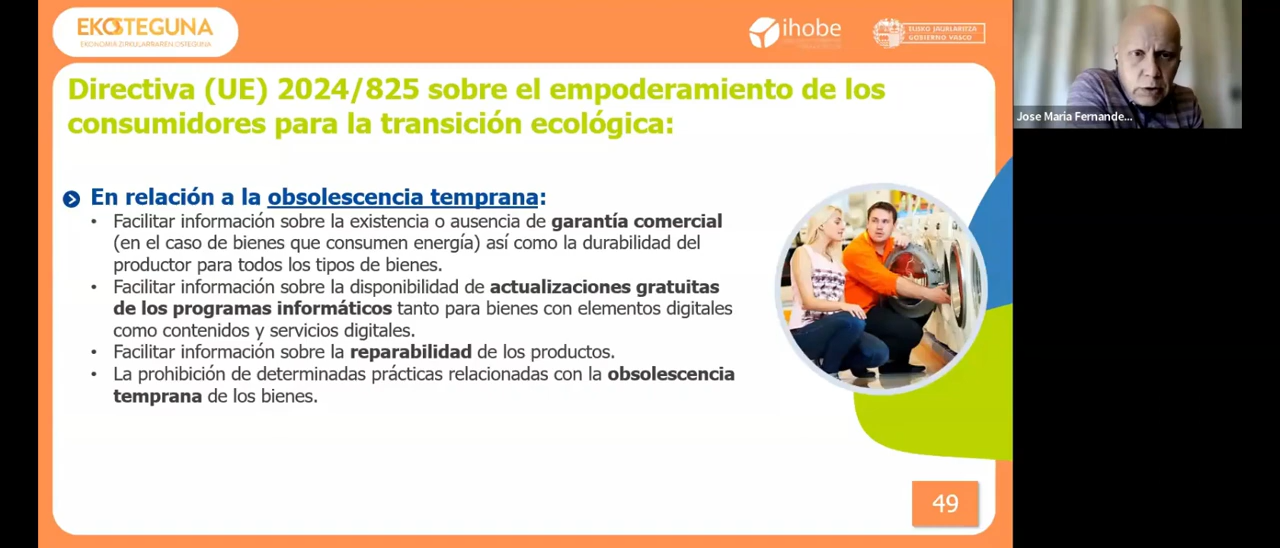 EKOSTEGUNA
EKONOMIA ZIRKULARRAREN OSTEGUNA
ihobe
EUSKO JAURLARITZA
GOBIERNO VASCO
Directiva (UE) 2024/825 sobre el empoderamiento de los
consumidores para la transición ecológica:
En relación a la obsolescencia temprana:
• Facilitar información sobre la existencia o ausencia de garantía comercial
(en el caso de bienes que consumen energía) así como la durabilidad del
productor para todos los tipos de bienes.
• Facilitar información sobre la disponibilidad de actualizaciones gratuitas
de los programas informáticos tanto para bienes con elementos digitales
como contenidos y servicios digitales.
• Facilitar información sobre la reparabilidad de los productos.
• La prohibición de determinadas prácticas relacionadas con la obsolescencia
temprana de los bienes.
49
Jose Maria Fernande...